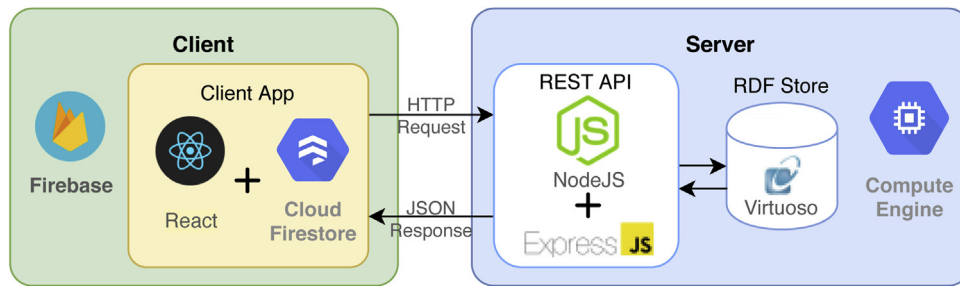 Client
Server
Client App
Firebase
React
Cloud
Firestore
HTTP
Request
JSON
Response
REST API
JS
NodeJS
Express JS
RDF Store
Virtuoso
Compute
Engine